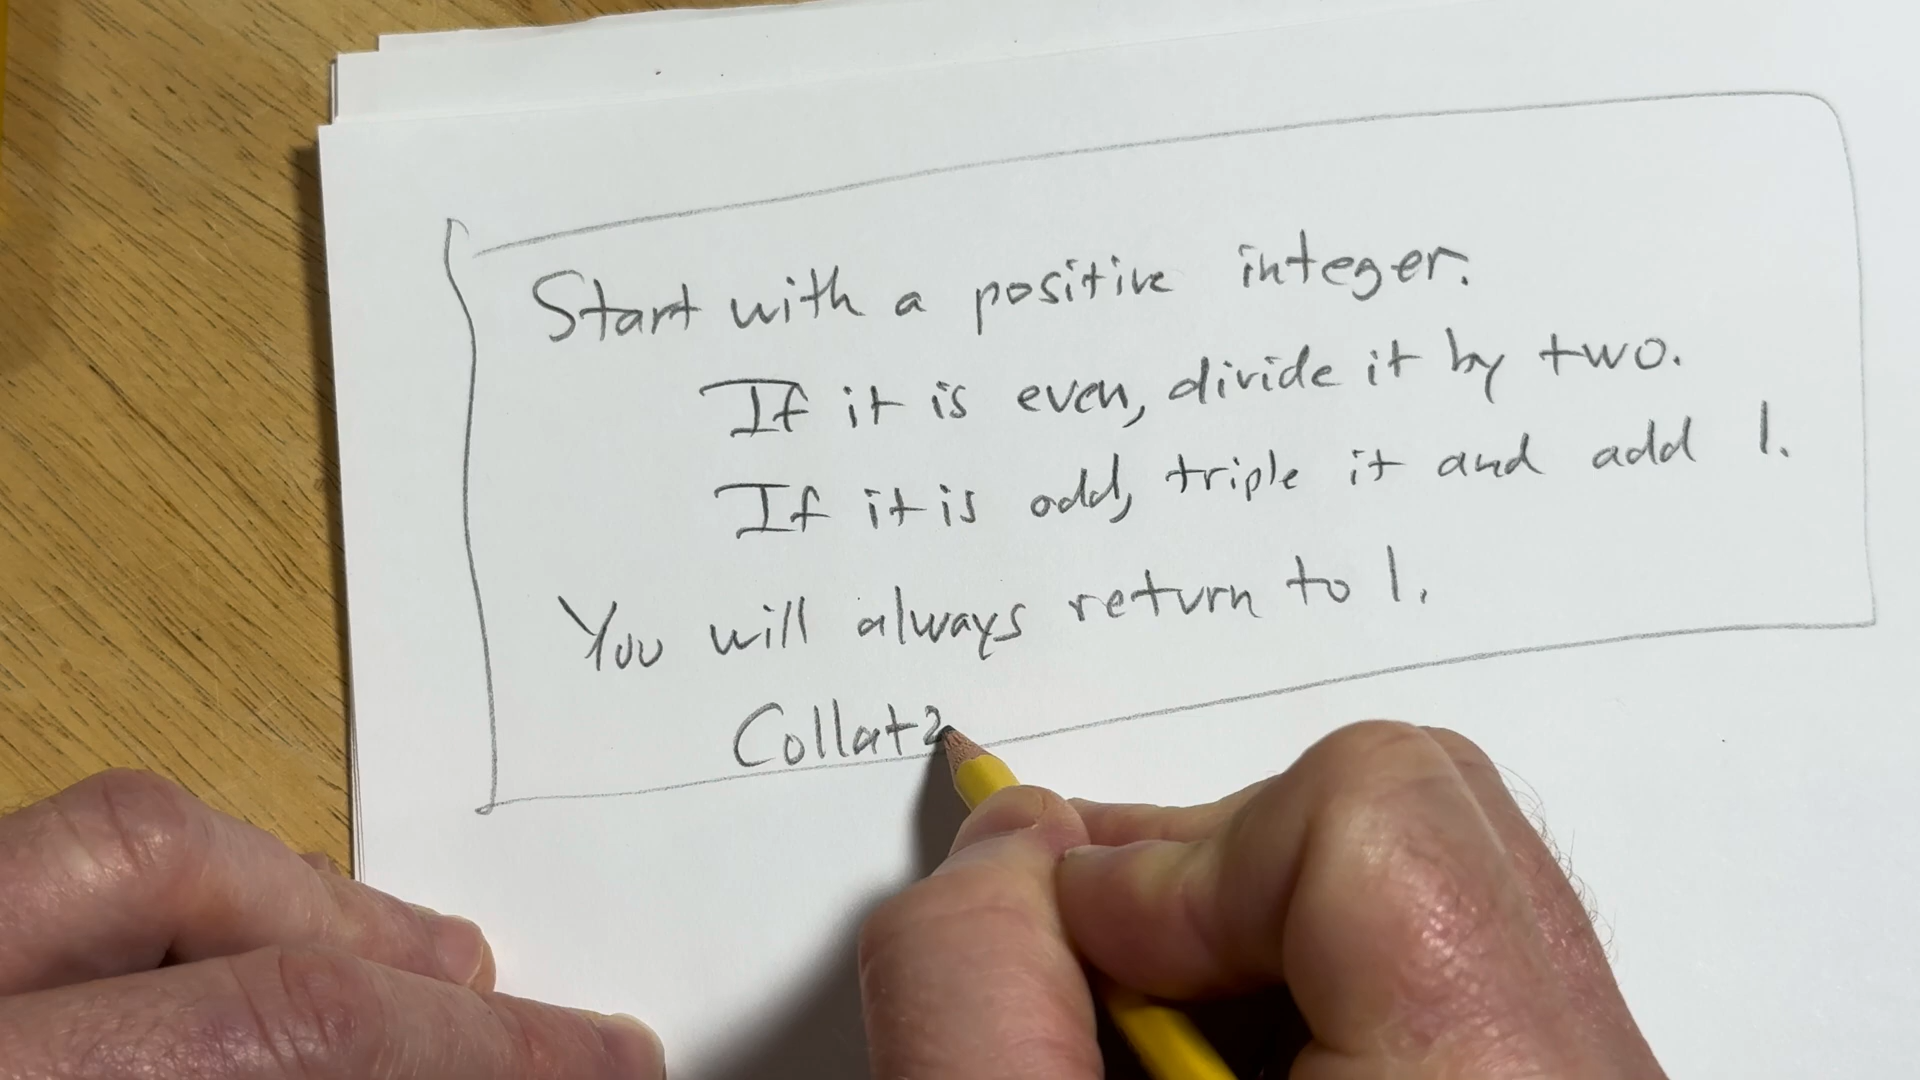 Start with a positive integer.
If it is even, divide it by two.
If it is odd, triple it and add 1.
You will always return to 1.
Collatz